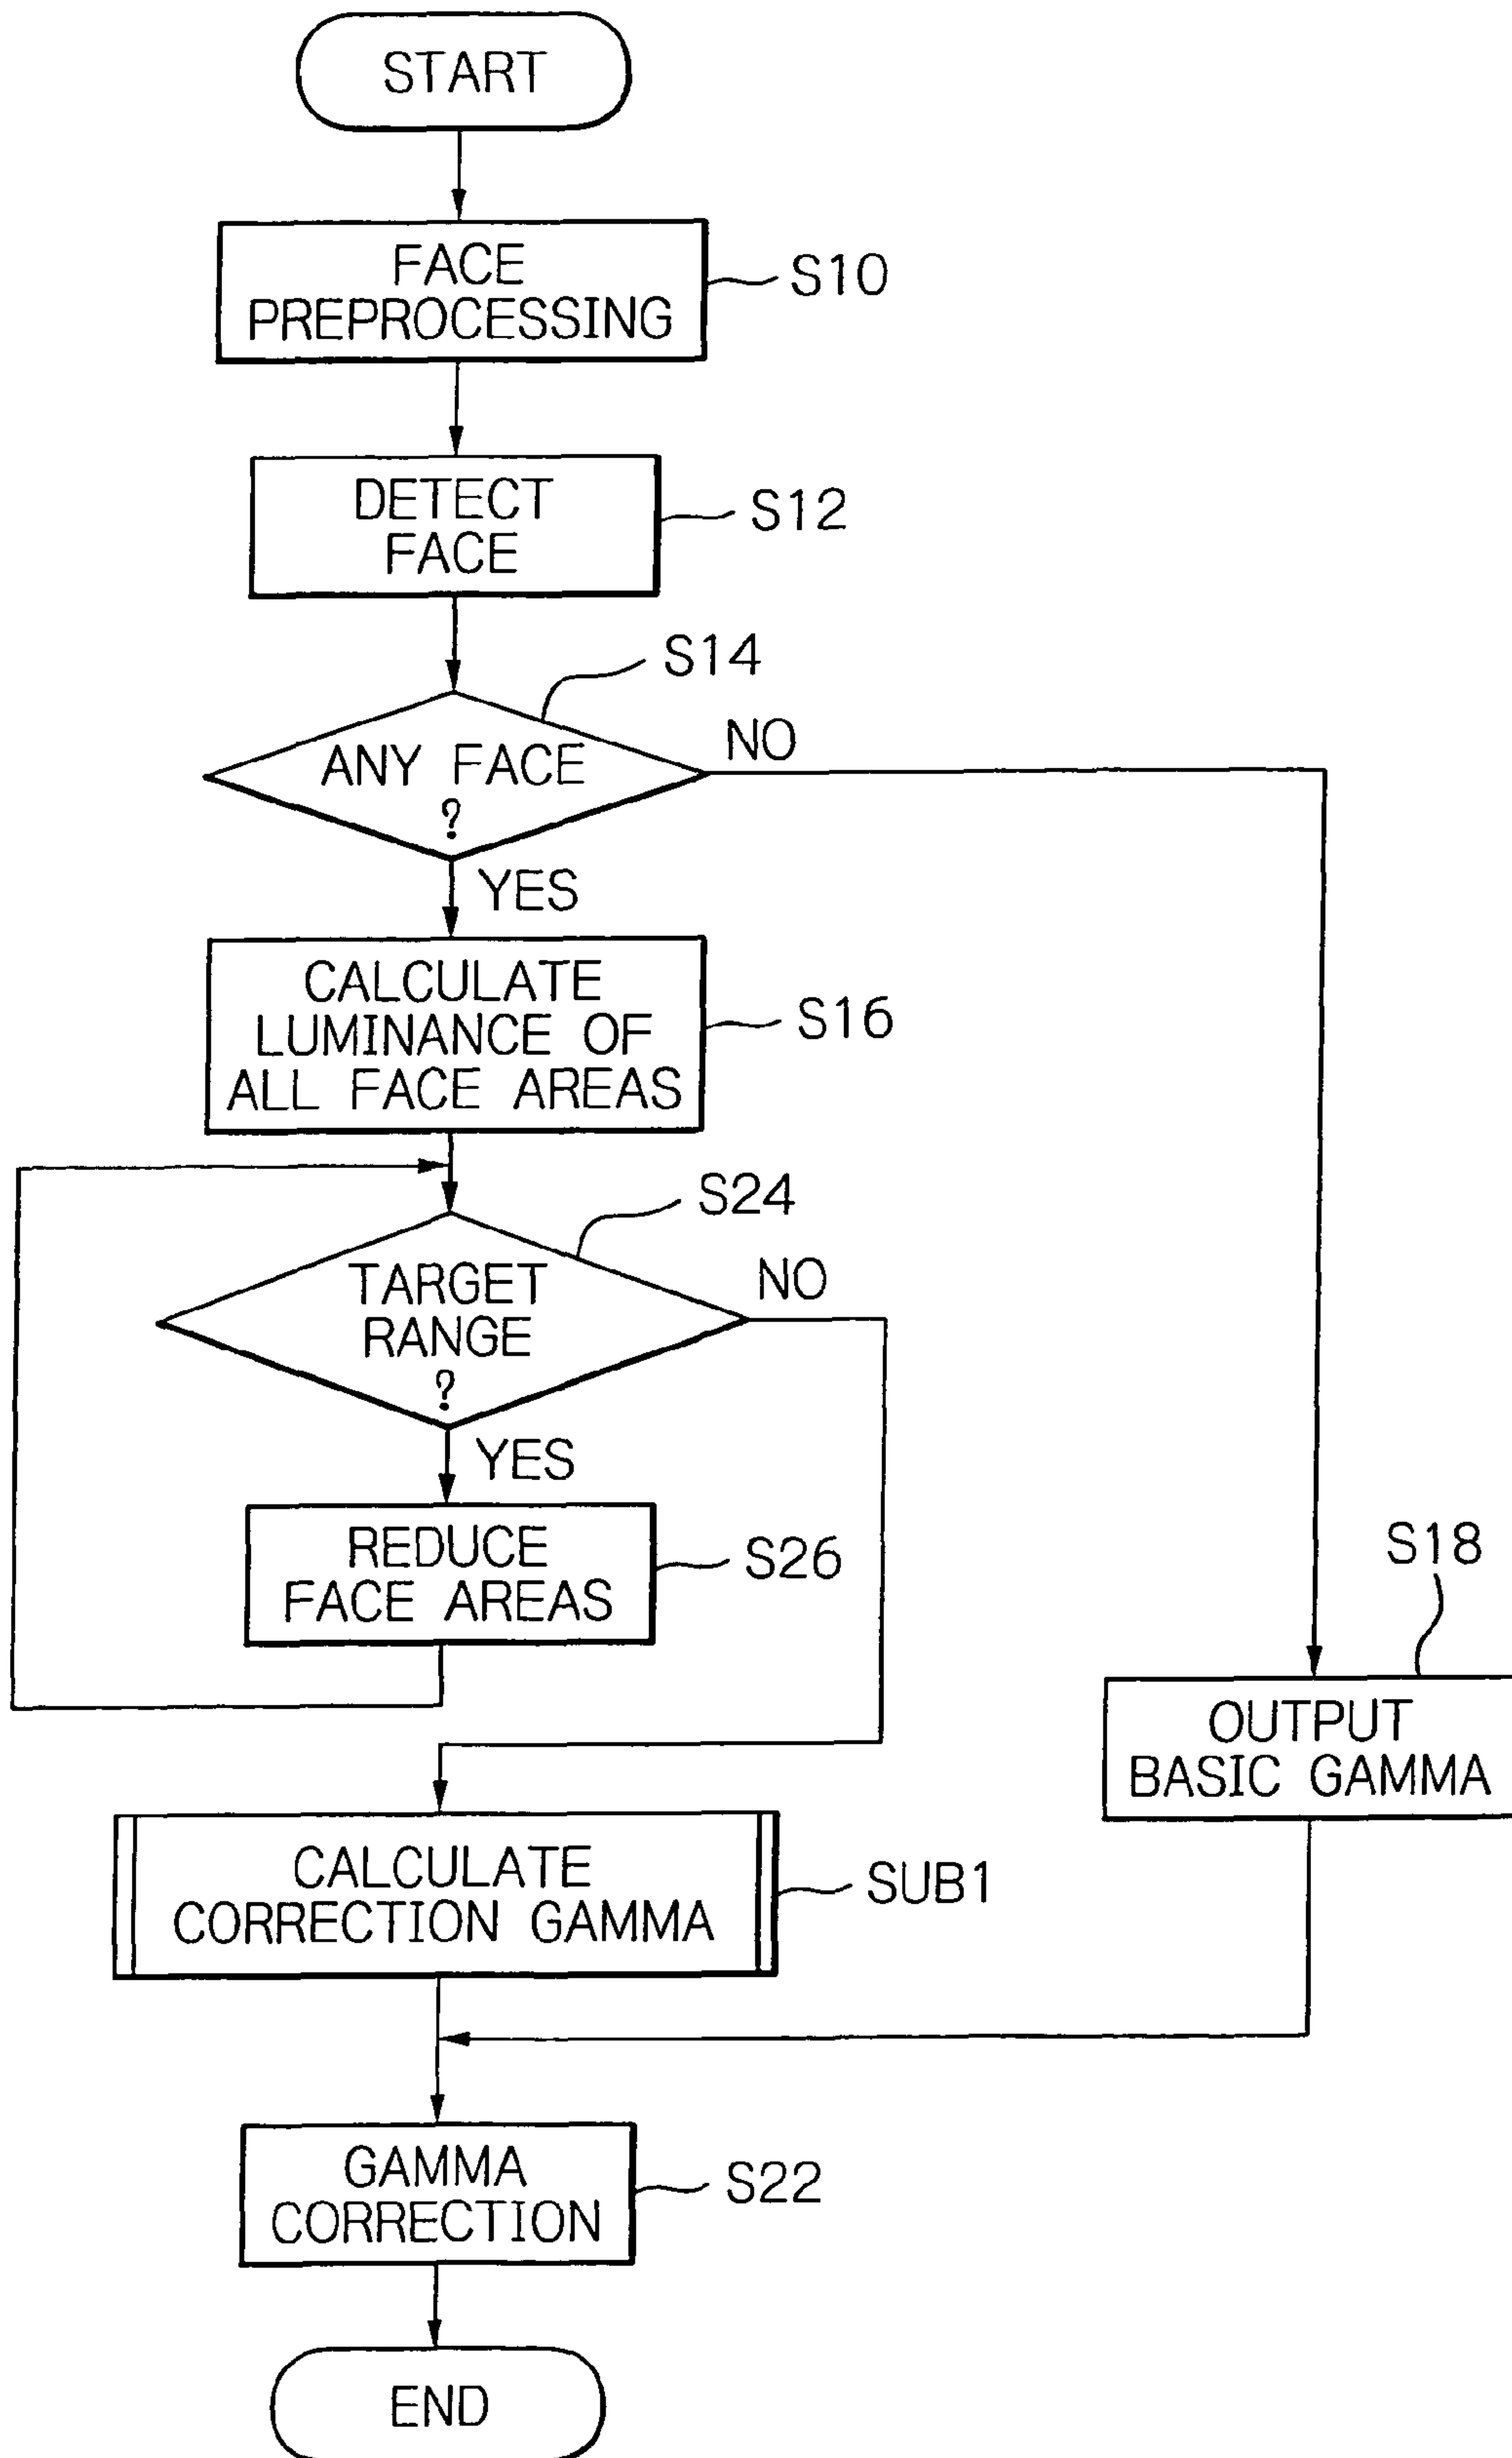 START
FACE
PREPROCESSING
S10
DETECT
FACE
S12
S14
ANY FACE
?
NO
YES
CALCULATE
LUMINANCE OF
ALL FACE AREAS
S16
S24
TARGET
RANGE
?
NO
YES
REDUCE
FACE AREAS
S26
S18
OUTPUT
BASIC GAMMA
CALCULATE
CORRECTION GAMMA
SUB1
GAMMA
CORRECTION
S22
END